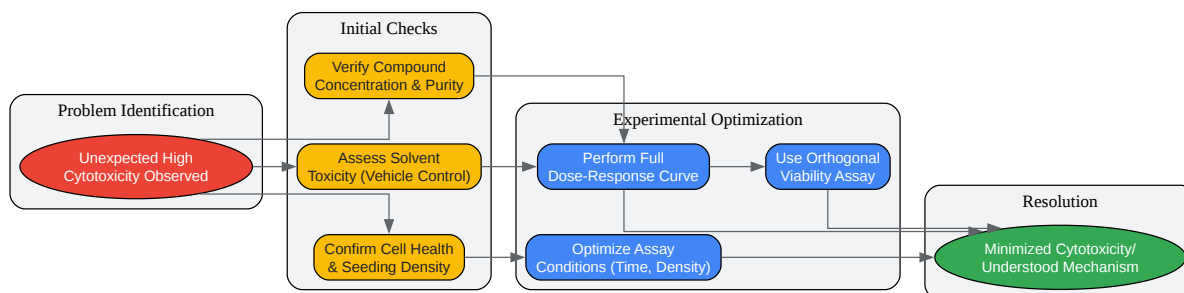 Problem Identification
Unexpected High
Cytotoxicity Observed
Initial Checks
Verify Compound
Concentration & Purity
Assess Solvent
Toxicity (Vehicle Control)
Confirm Cell Health
& Seeding Density
Experimental Optimization
Perform Full
Dose-Response Curve
Use Orthogonal
Viability Assay
Optimize Assay
Conditions (Time, Density)
Resolution
Minimized Cytotoxicity/
Understood Mechanism